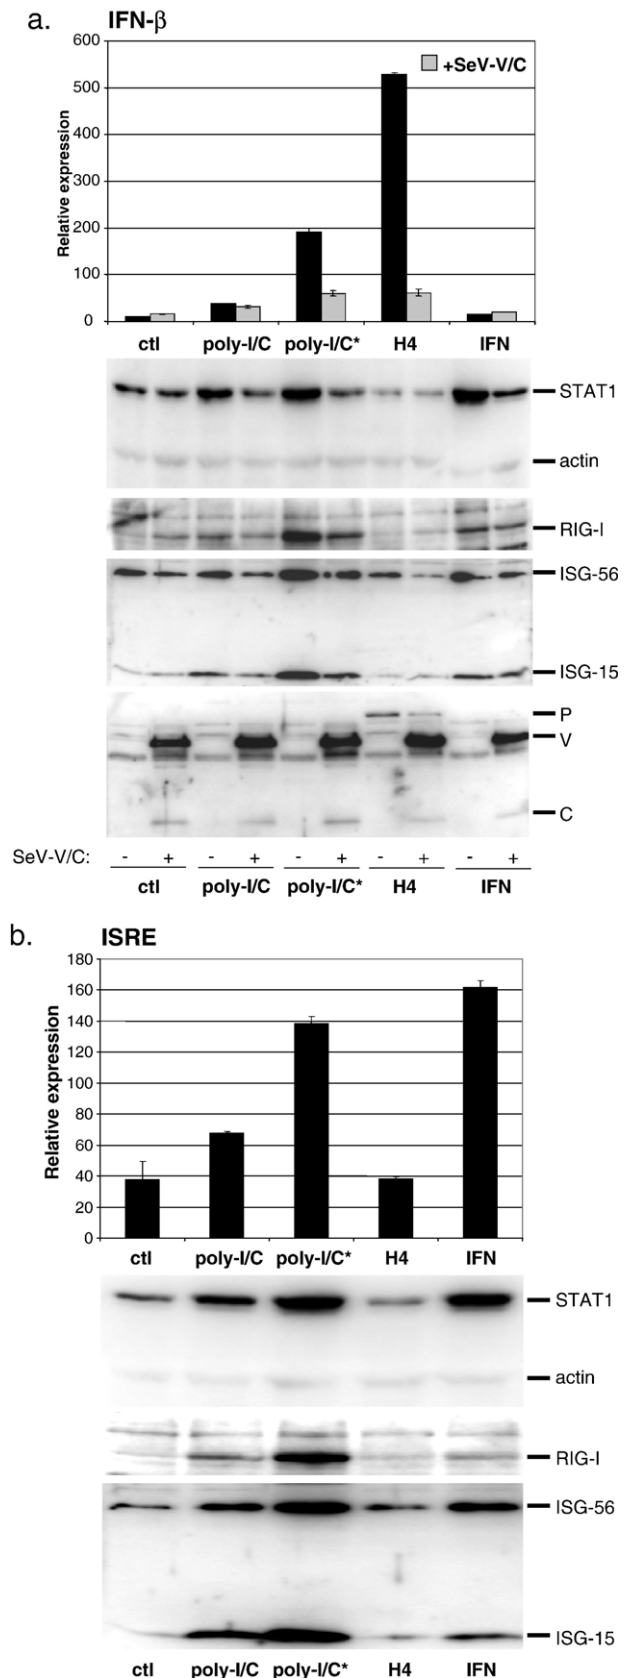 a.
IFN-β
600
500
400
300
200
100
0
Relative expression
+SeV-V/C
ctl poly-I/C poly-I/C* H4 IFN
STAT1
actin
RIG-I
ISG-56
ISG-15
P
V
C
SeV-V/C: - + - + - + - + - +
ctl poly-I/C poly-I/C* H4 IFN
b.
ISRE
180
160
140
120
100
80
60
40
20
0
Relative expression
ctl poly-I/C poly-I/C* H4 IFN
STAT1
actin
RIG-I
ISG-56
ISG-15
ctl poly-I/C poly-I/C* H4 IFN